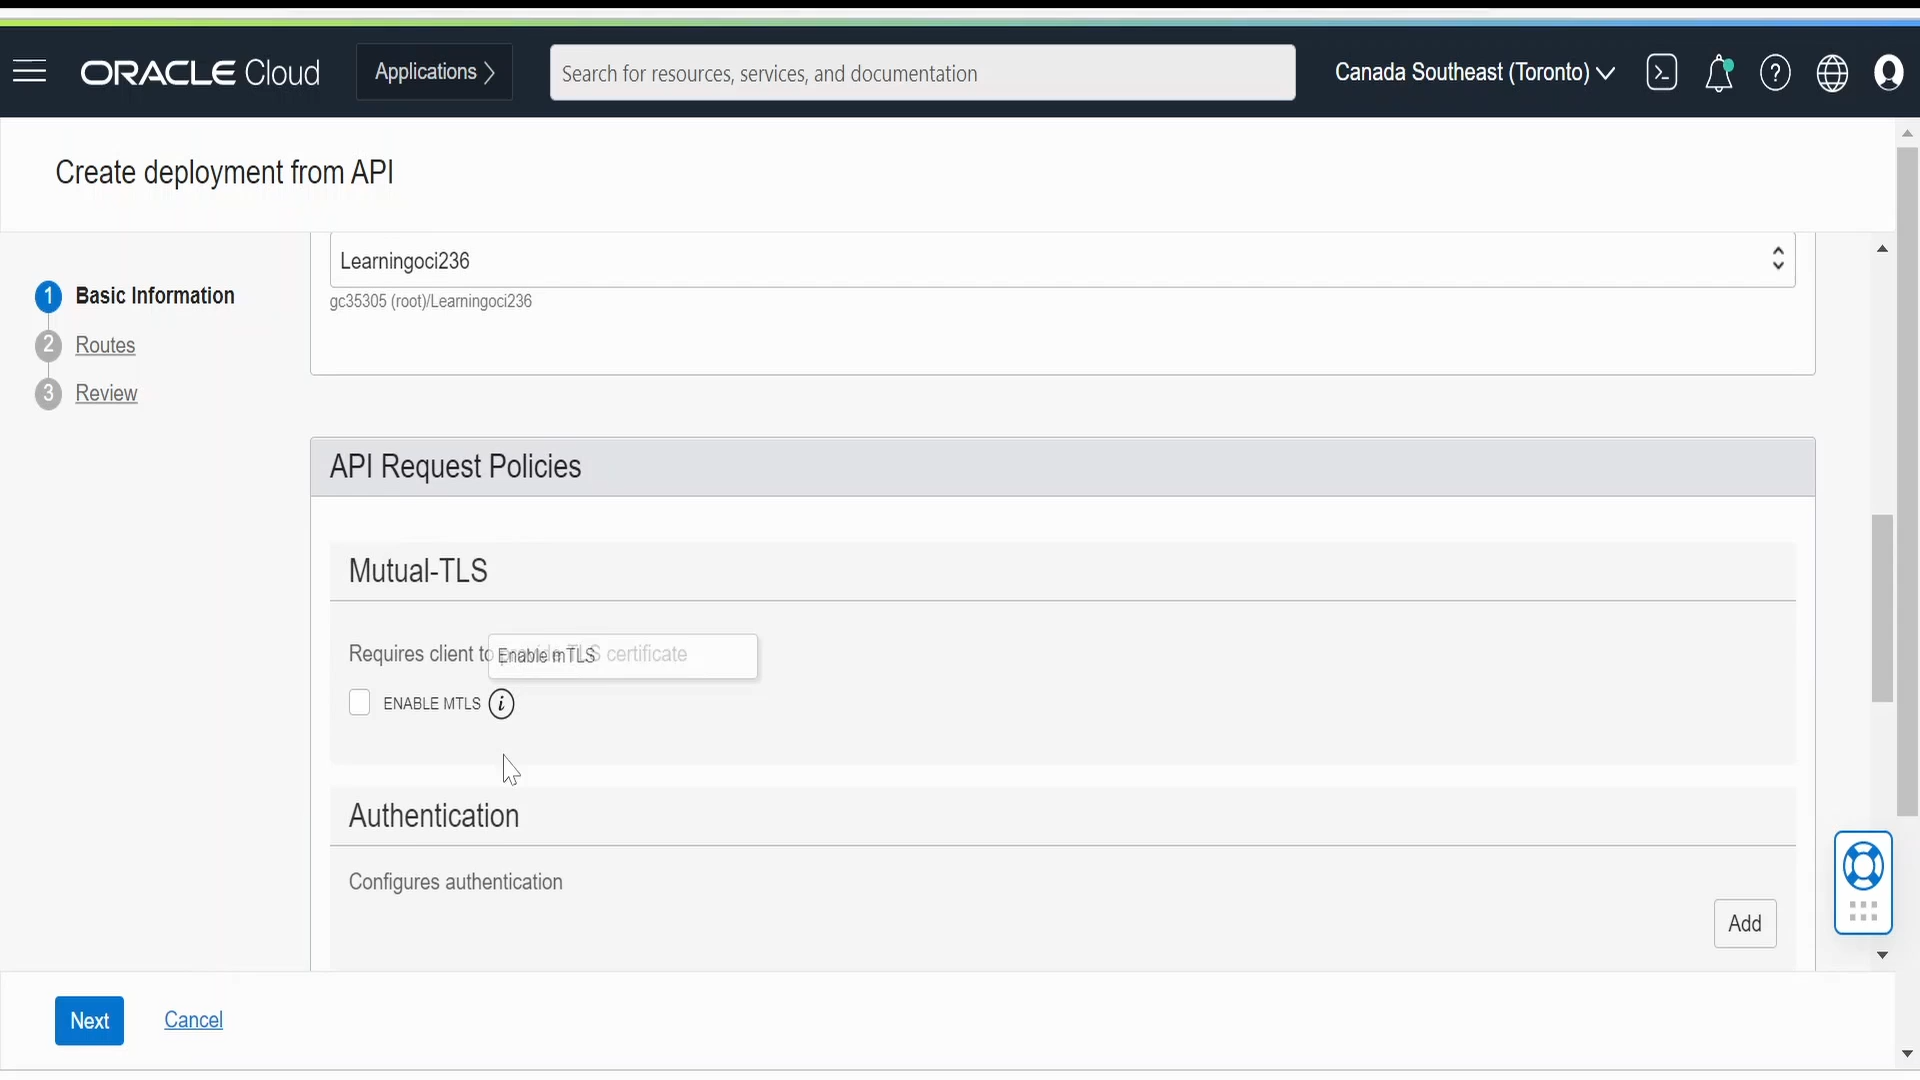 ORACLE Cloud
Applications
Search for resources, services, and documentation
Canada Southeast (Toronto)
Create deployment from API
1 Basic Information
2 Routes
3 Review
Learningoci236
gc35305 (root)/Learningoci236
API Request Policies
Mutual-TLS
Requires client to provide TLS certificate
Enable mTLS
ENABLE MTLS i
Authentication
Configures authentication
Add
Next
Cancel